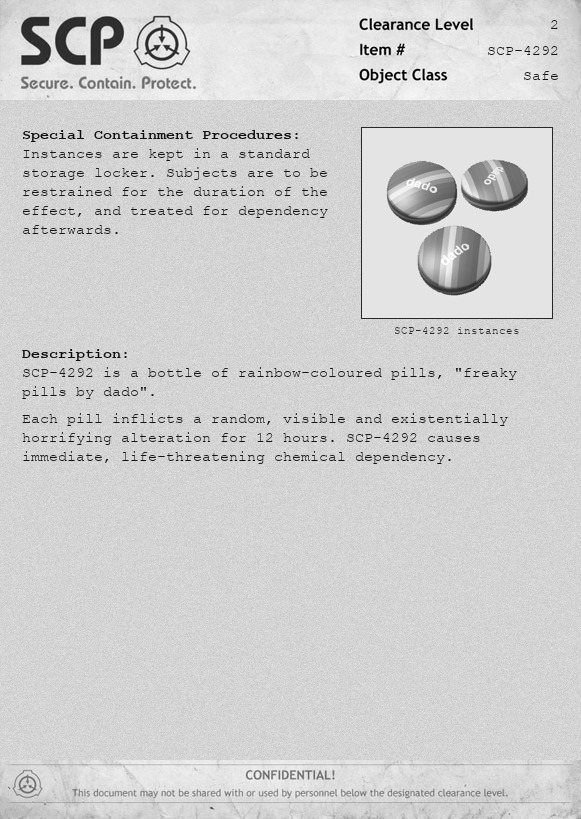 SCP
Secure. Contain. Protect.
Clearance Level 2
Item # SCP-4292
Object Class Safe
Special Containment Procedures:
Instances are kept in a standard
storage locker. Subjects are to be
restrained for the duration of the
effect, and treated for dependency
afterwards.
dado
dado
dado
SCP-4292 instances
Description:
SCP-4292 is a bottle of rainbow-coloured pills, "freaky
pills by dado".
Each pill inflicts a random, visible and existentially
horrifying alteration for 12 hours. SCP-4292 causes
immediate, life-threatening chemical dependency.
CONFIDENTIAL!
This document may not be shared with or used by personnel below the designated clearance level.